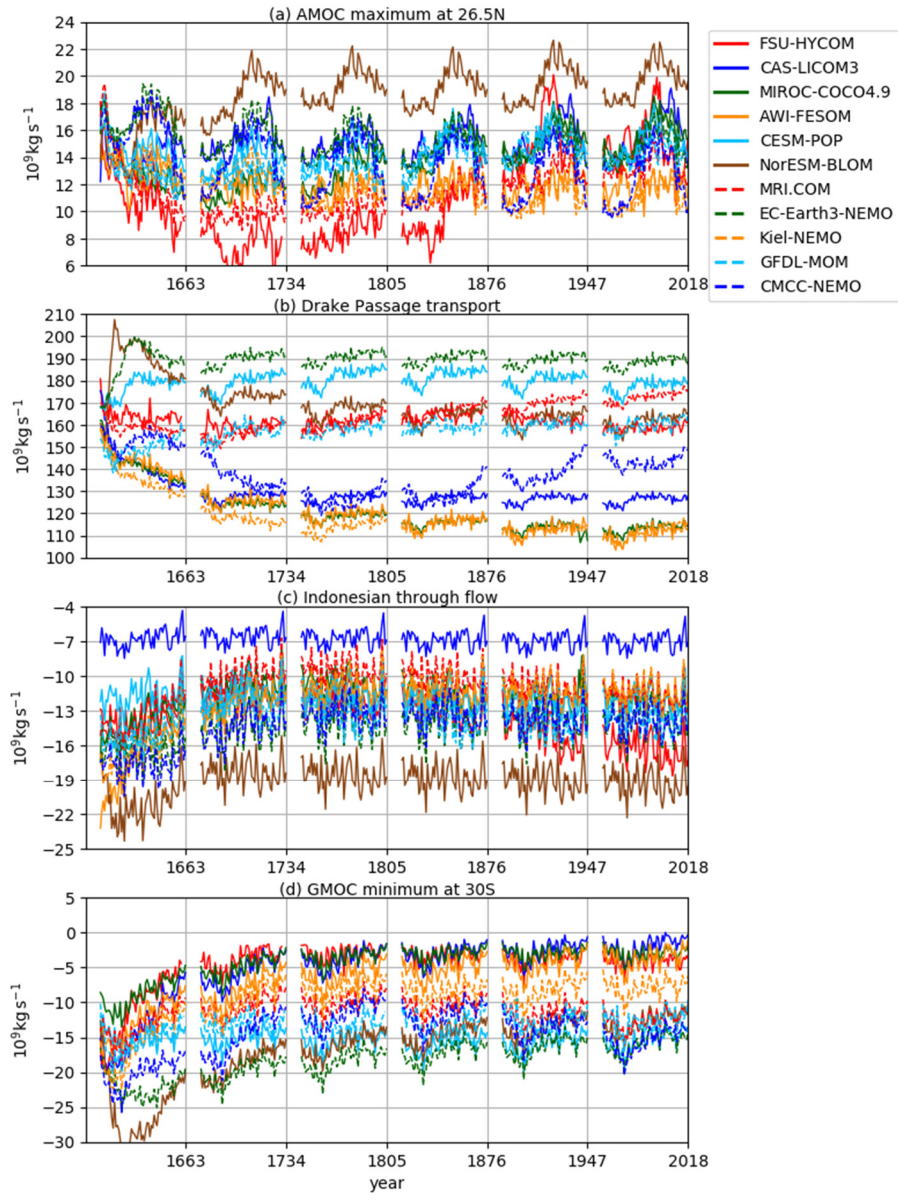 (a) AMOC maximum at 26.5N
24
22
20
18
16
14
12
10
8
6
10⁹kg s⁻¹
1663 1734 1805 1876 1947 2018
FSU-HYCOM
CAS-LICOM3
MIROC-COCO4.9
AWI-FESOM
CESM-POP
NorESM-BLOM
MRI.COM
EC-Earth3-NEMO
Kiel-NEMO
GFDL-MOM
CMCC-NEMO
(b) Drake Passage transport
210
200
190
180
170
160
150
140
130
120
110
100
10⁹kg s⁻¹
1663 1734 1805 1876 1947 2018
(c) Indonesian through flow
−4
−7
−10
−13
−16
−19
−22
−25
10⁹kg s⁻¹
1663 1734 1805 1876 1947 2018
(d) GMOC minimum at 30S
5
0
−5
−10
−15
−20
−25
−30
10⁹kg s⁻¹
1663 1734 1805 1876 1947 2018
year